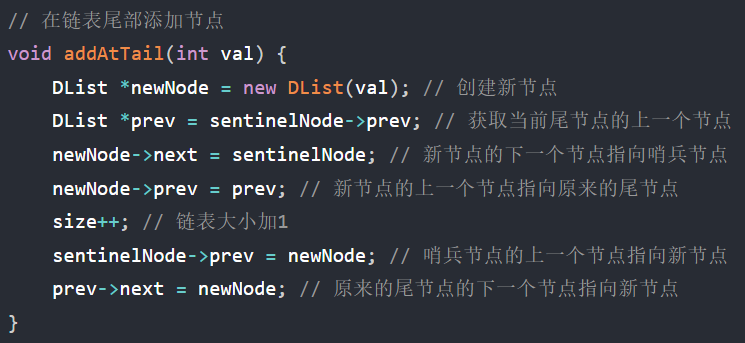 // 在链表尾部添加节点
void addAtTail(int val) {
    DList *newNode = new DList(val); // 创建新节点
    DList *prev = sentinelNode->prev; // 获取当前尾节点的上一个节点
    newNode->next = sentinelNode; // 新节点的下一个节点指向哨兵节点
    newNode->prev = prev; // 新节点的上一个节点指向原来的尾节点
    size++; // 链表大小加1
    sentinelNode->prev = newNode; // 哨兵节点的上一个节点指向新节点
    prev->next = newNode; // 原来的尾节点的下一个节点指向新节点
}